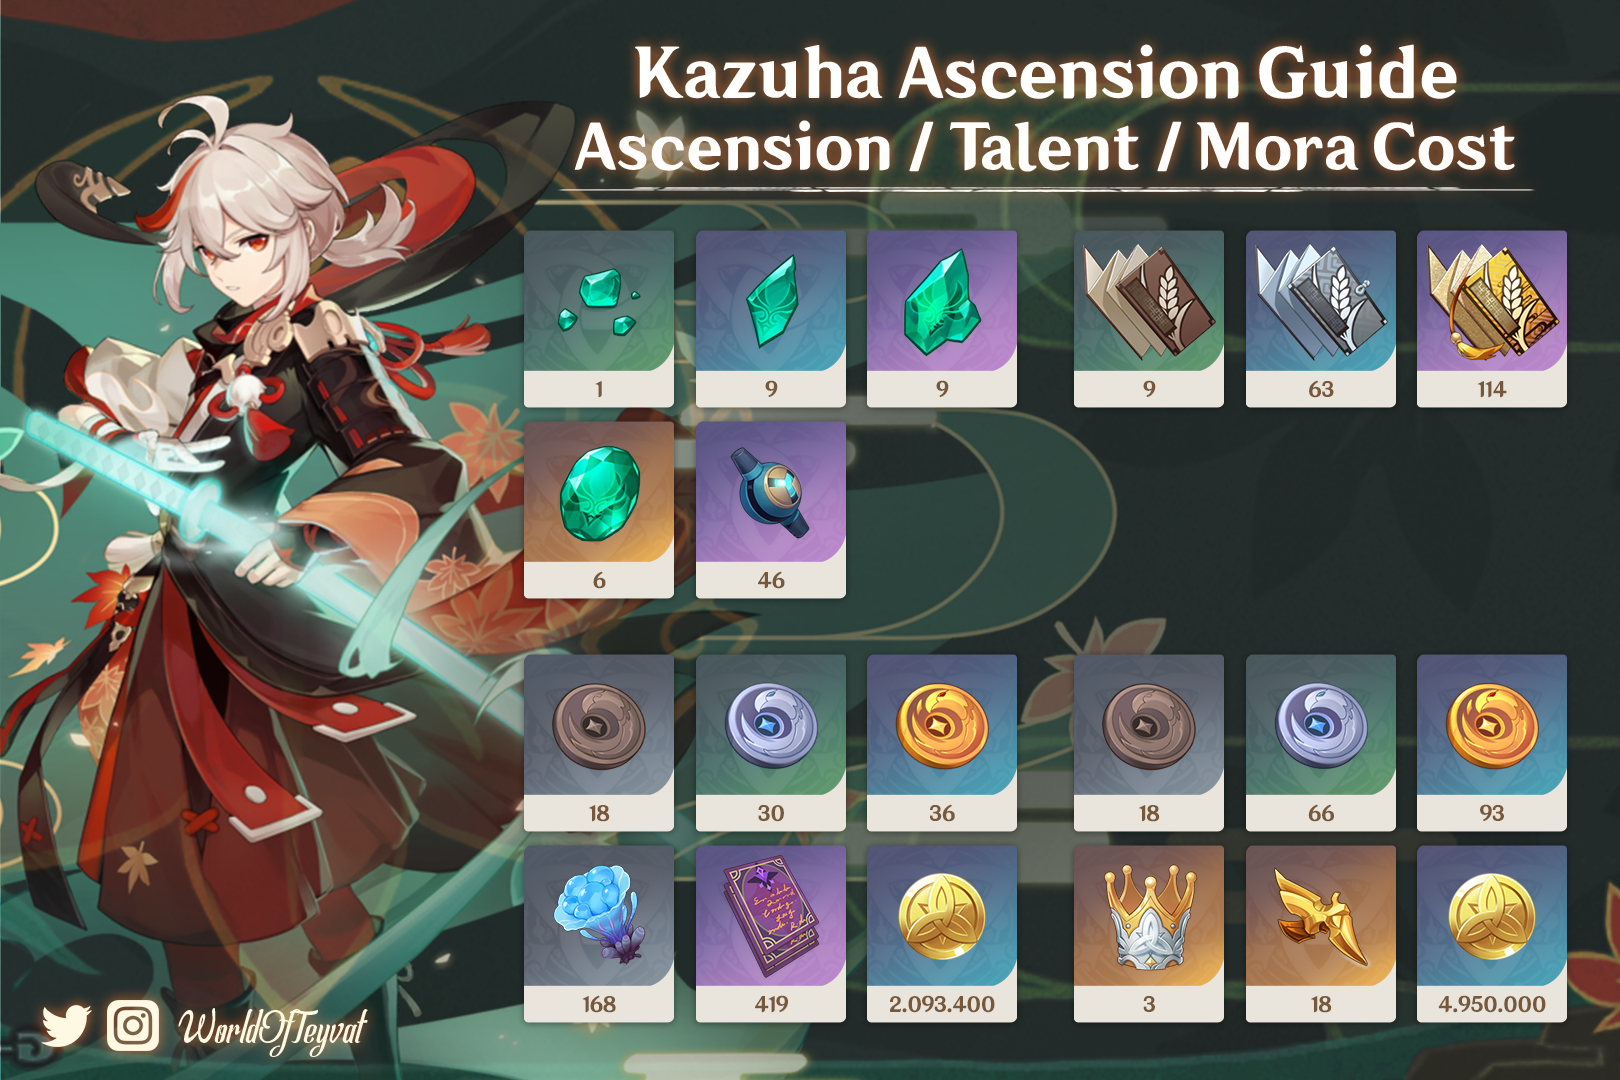 Kazuha Ascension Guide
Ascension / Talent / Mora Cost
1 9 9 9 63 114
6 46
18 30 36 18 66 93
168 419 2.093.400 3 18 4.950.000
WorldOfTeyvat